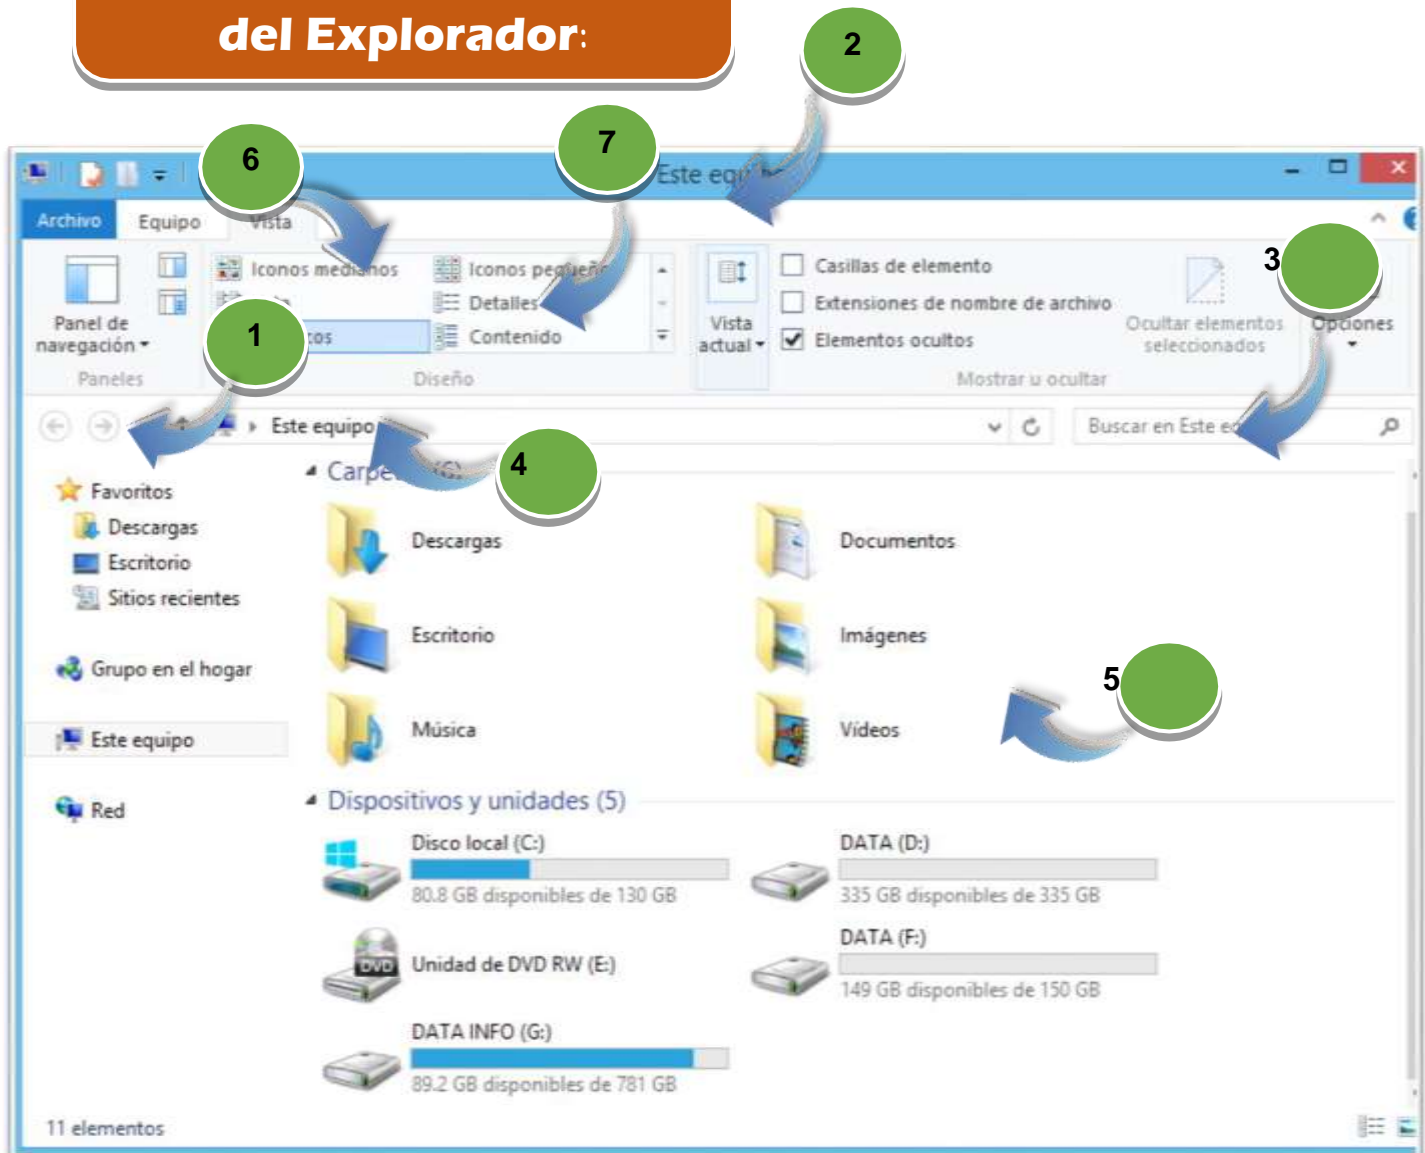 del Explorador:
2
7
6
Este equipo
Archivo Equipo Vista
3
Iconos medianos Iconos pequeños
Casillas de elemento
Detalles
Extensiones de nombre de archivo
Panel de navegación
1
Contenido
Vista actual
Elementos ocultos
Ocultar elementos seleccionados
Opciones
Paneles Diseño Mostrar u ocultar
Este equipo
Buscar en Este
4
Favoritos
Descargas
Escritorio
Sitios recientes
Grupo en el hogar
Este equipo
Red
(6)
Descargas Documentos
Escritorio Imágenes
5
Música Vídeos
Dispositivos y unidades (5)
Disco local (C:) DATA (D:)
80.8 GB disponibles de 130 GB 335 GB disponibles de 335 GB
DVD
Unidad de DVD RW (E:)
DATA (F:)
149 GB disponibles de 150 GB
DATA INFO (G:)
89.2 GB disponibles de 781 GB
11 elementos